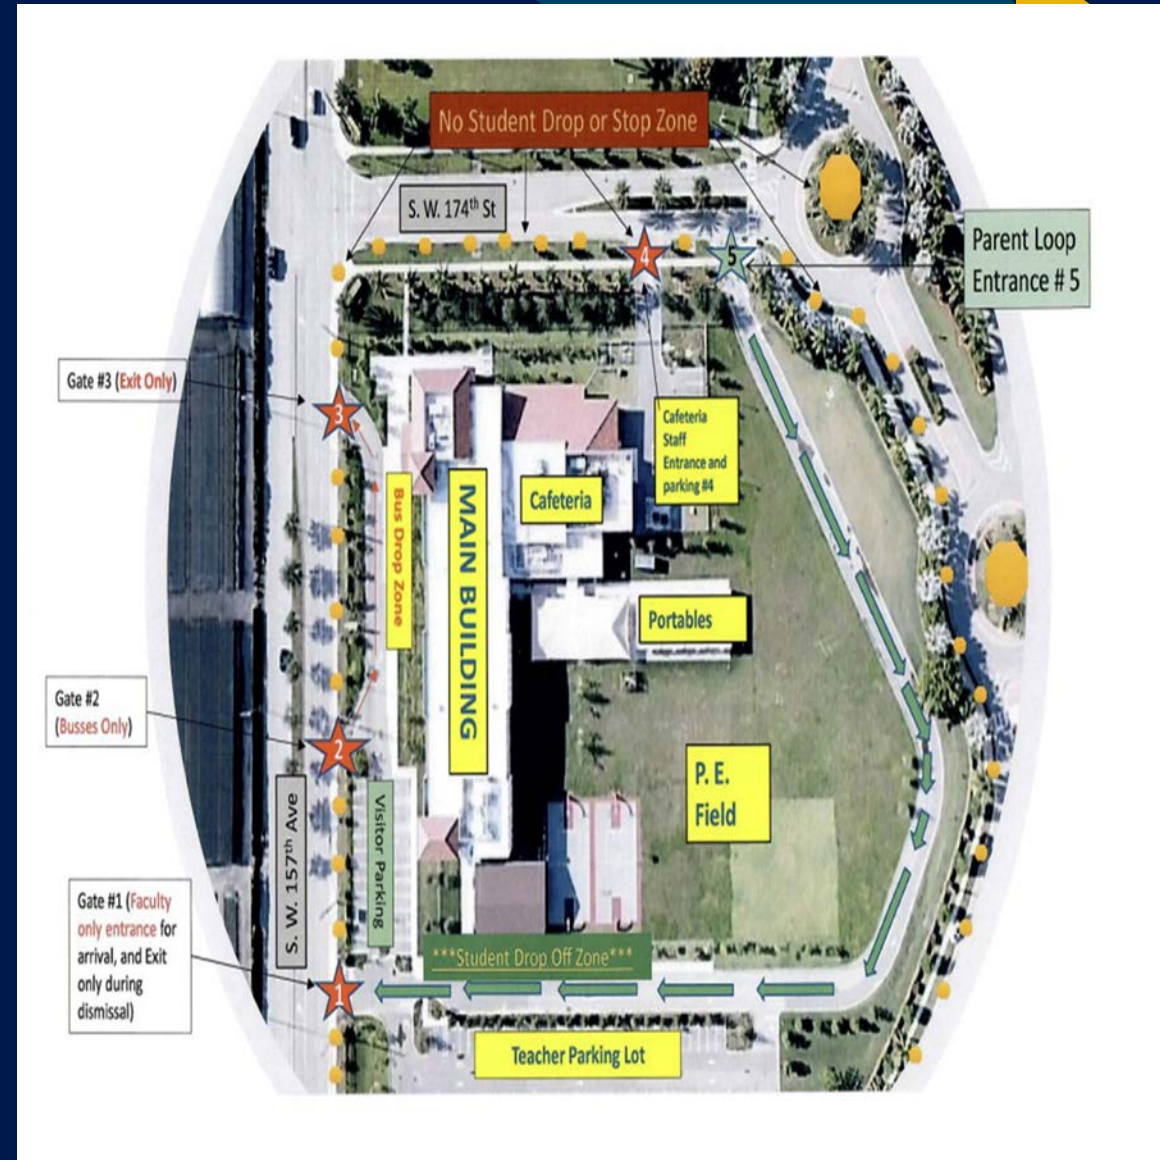 No Student Drop or Stop Zone
S. W. 174th St
4
5
Parent Loop
Entrance # 5
Gate #3 (Exit Only)
3
Cafeteria
Staff
Entrance and
parking #4
Cafeteria
MAIN BUILDING
Bus Drop Zone
Portables
Gate #2
(Busses Only)
2
P. E.
Field
Visitor Parking
S. W. 157th Ave
Gate #1 (Faculty
only entrance for
arrival, and Exit
only during
dismissal)
***Student Drop Off Zone***
1
Teacher Parking Lot